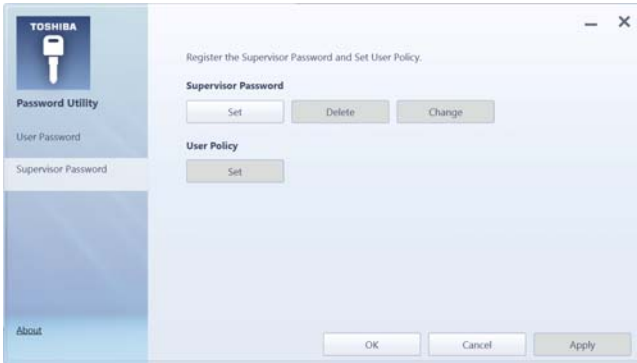 TOSHIBA
Password Utility
User Password
Supervisor Password
About
Register the Supervisor Password and Set User Policy.
Supervisor Password
Set Delete Change
User Policy
Set
OK Cancel Apply